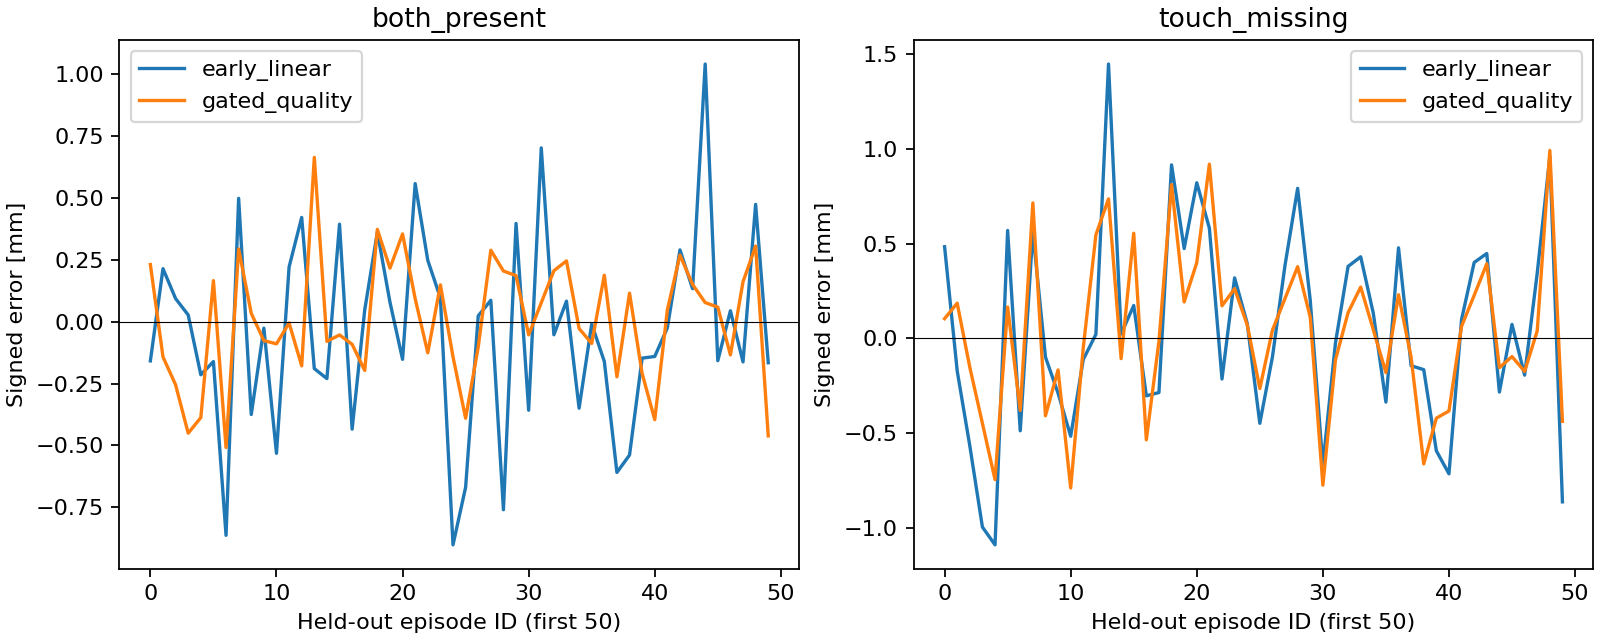 both_present
early_linear
gated_quality
Signed error [mm]
1.00
0.75
0.50
0.25
0.00
−0.25
−0.50
−0.75
0 10 20 30 40 50
Held-out episode ID (first 50)
touch_missing
early_linear
gated_quality
Signed error [mm]
1.5
1.0
0.5
0.0
−0.5
−1.0
0 10 20 30 40 50
Held-out episode ID (first 50)